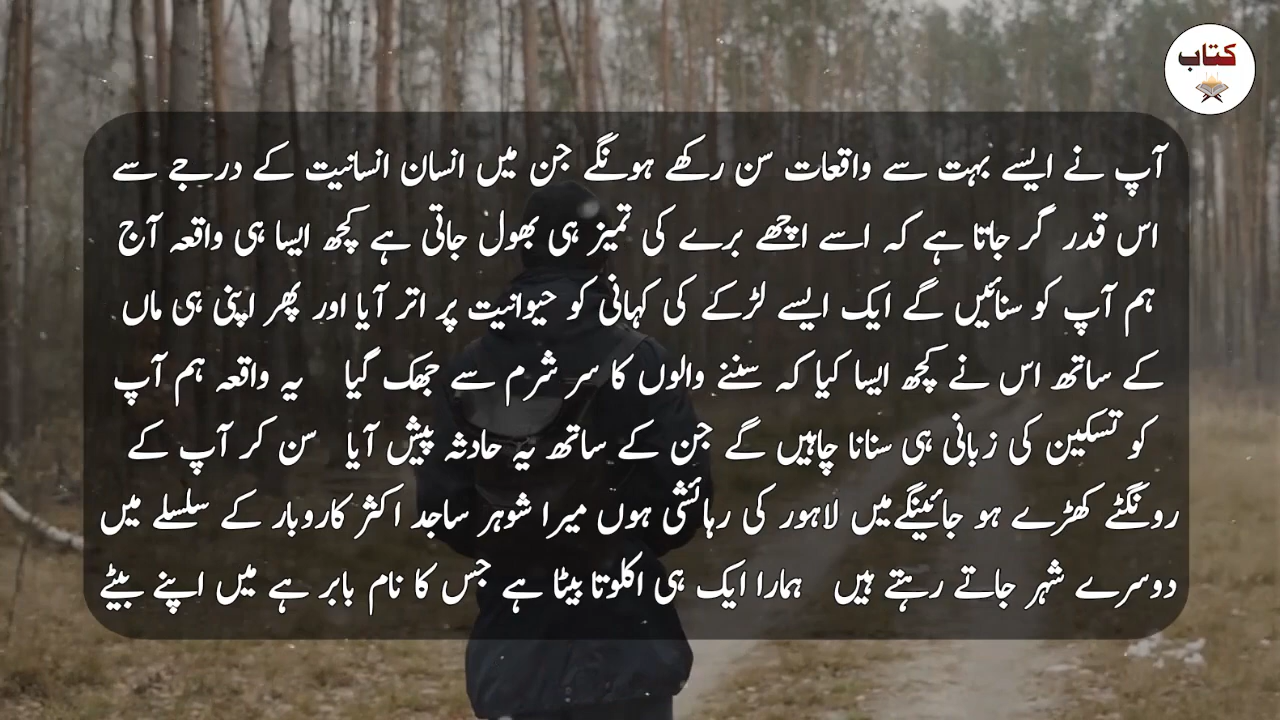 کتاب
آپ نے ایسے بہت سے واقعات سن رکھے ہونگے جن میں انسان انسانیت کے درجے سے
اس قدر گر جاتا ہے کہ اسے اچھے برے کی تمیز ہی بھول جاتی ہے کچھ ایسا ہی واقعہ آج
ہم آپ کو سنائیں گے ایک ایسے لڑکے کی کہانی کو حیوانیت پر اتر آیا اور پھر اپنی ہی ماں
کے ساتھ اس نے کچھ ایسا کیا کہ سننے والوں کا سر شرم سے جھک گیا یہ واقعہ ہم آپ
کو تسکین کی زبانی ہی سنانا چاہیں گے جن کے ساتھ یہ حادثہ پیش آیا سن کر آپ کے
رونگٹے کھڑے ہو جائینگےمیں لاہور کی رہائشی ہوں میرا شوہر ساجد اکثر کاروبار کے سلسلے میں
دوسرے شہر جاتے رہتے ہیں ہمارا ایک ہی اکلوتا بیٹا ہے جس کا نام بابر ہے میں اپنے بیٹے